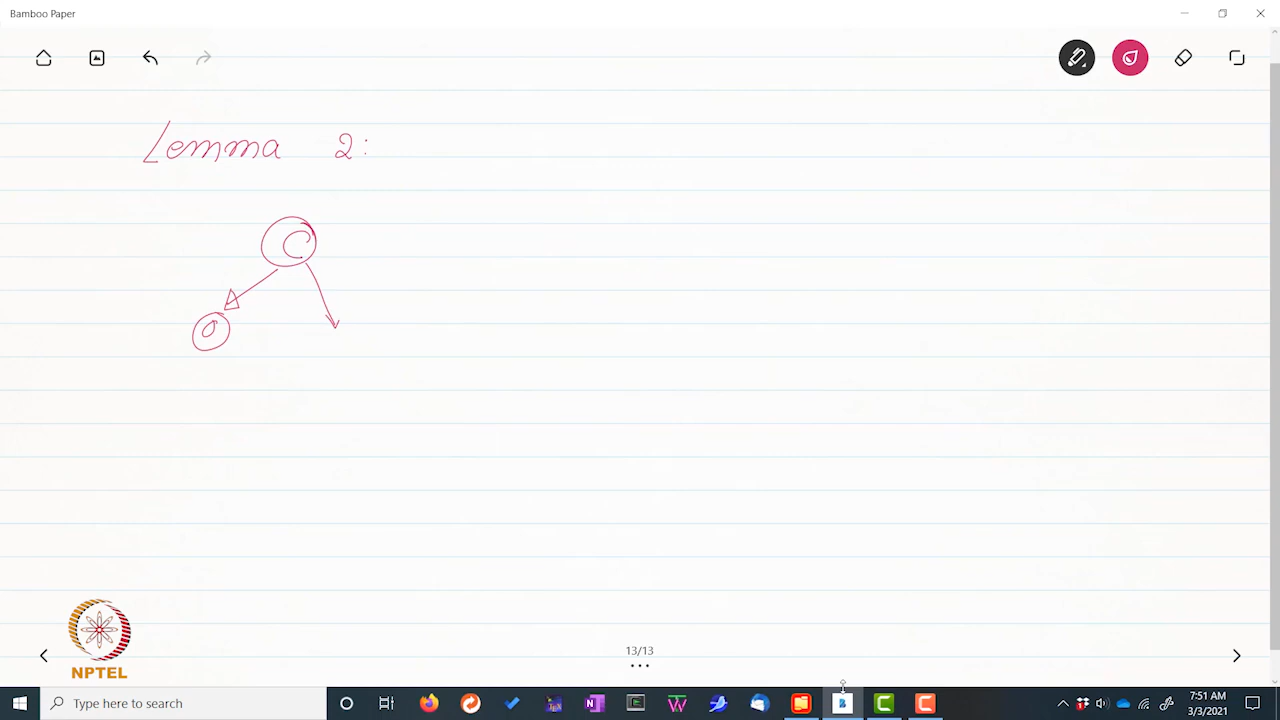 Bamboo Paper
Lemma 2:
C
0
13/13
NPTEL
Type here to search
7:51 AM
3/3/2021